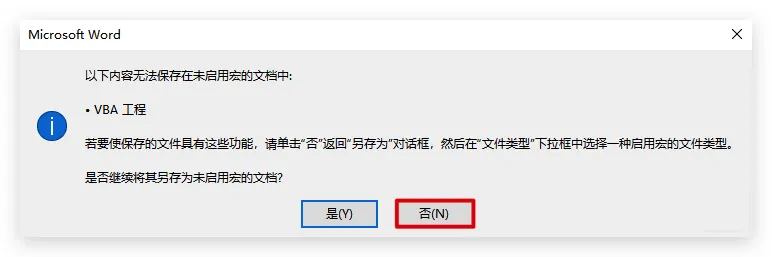 Microsoft Word
以下内容无法保存在未启用宏的文档中:
• VBA 工程
若要使保存的文件具有这些功能，请单击“否”返回“另存为”对话框，然后在“文件类型”下拉框中选择一种启用宏的文件类型。
是否继续将其另存为未启用宏的文档?
是(Y) 否(N)